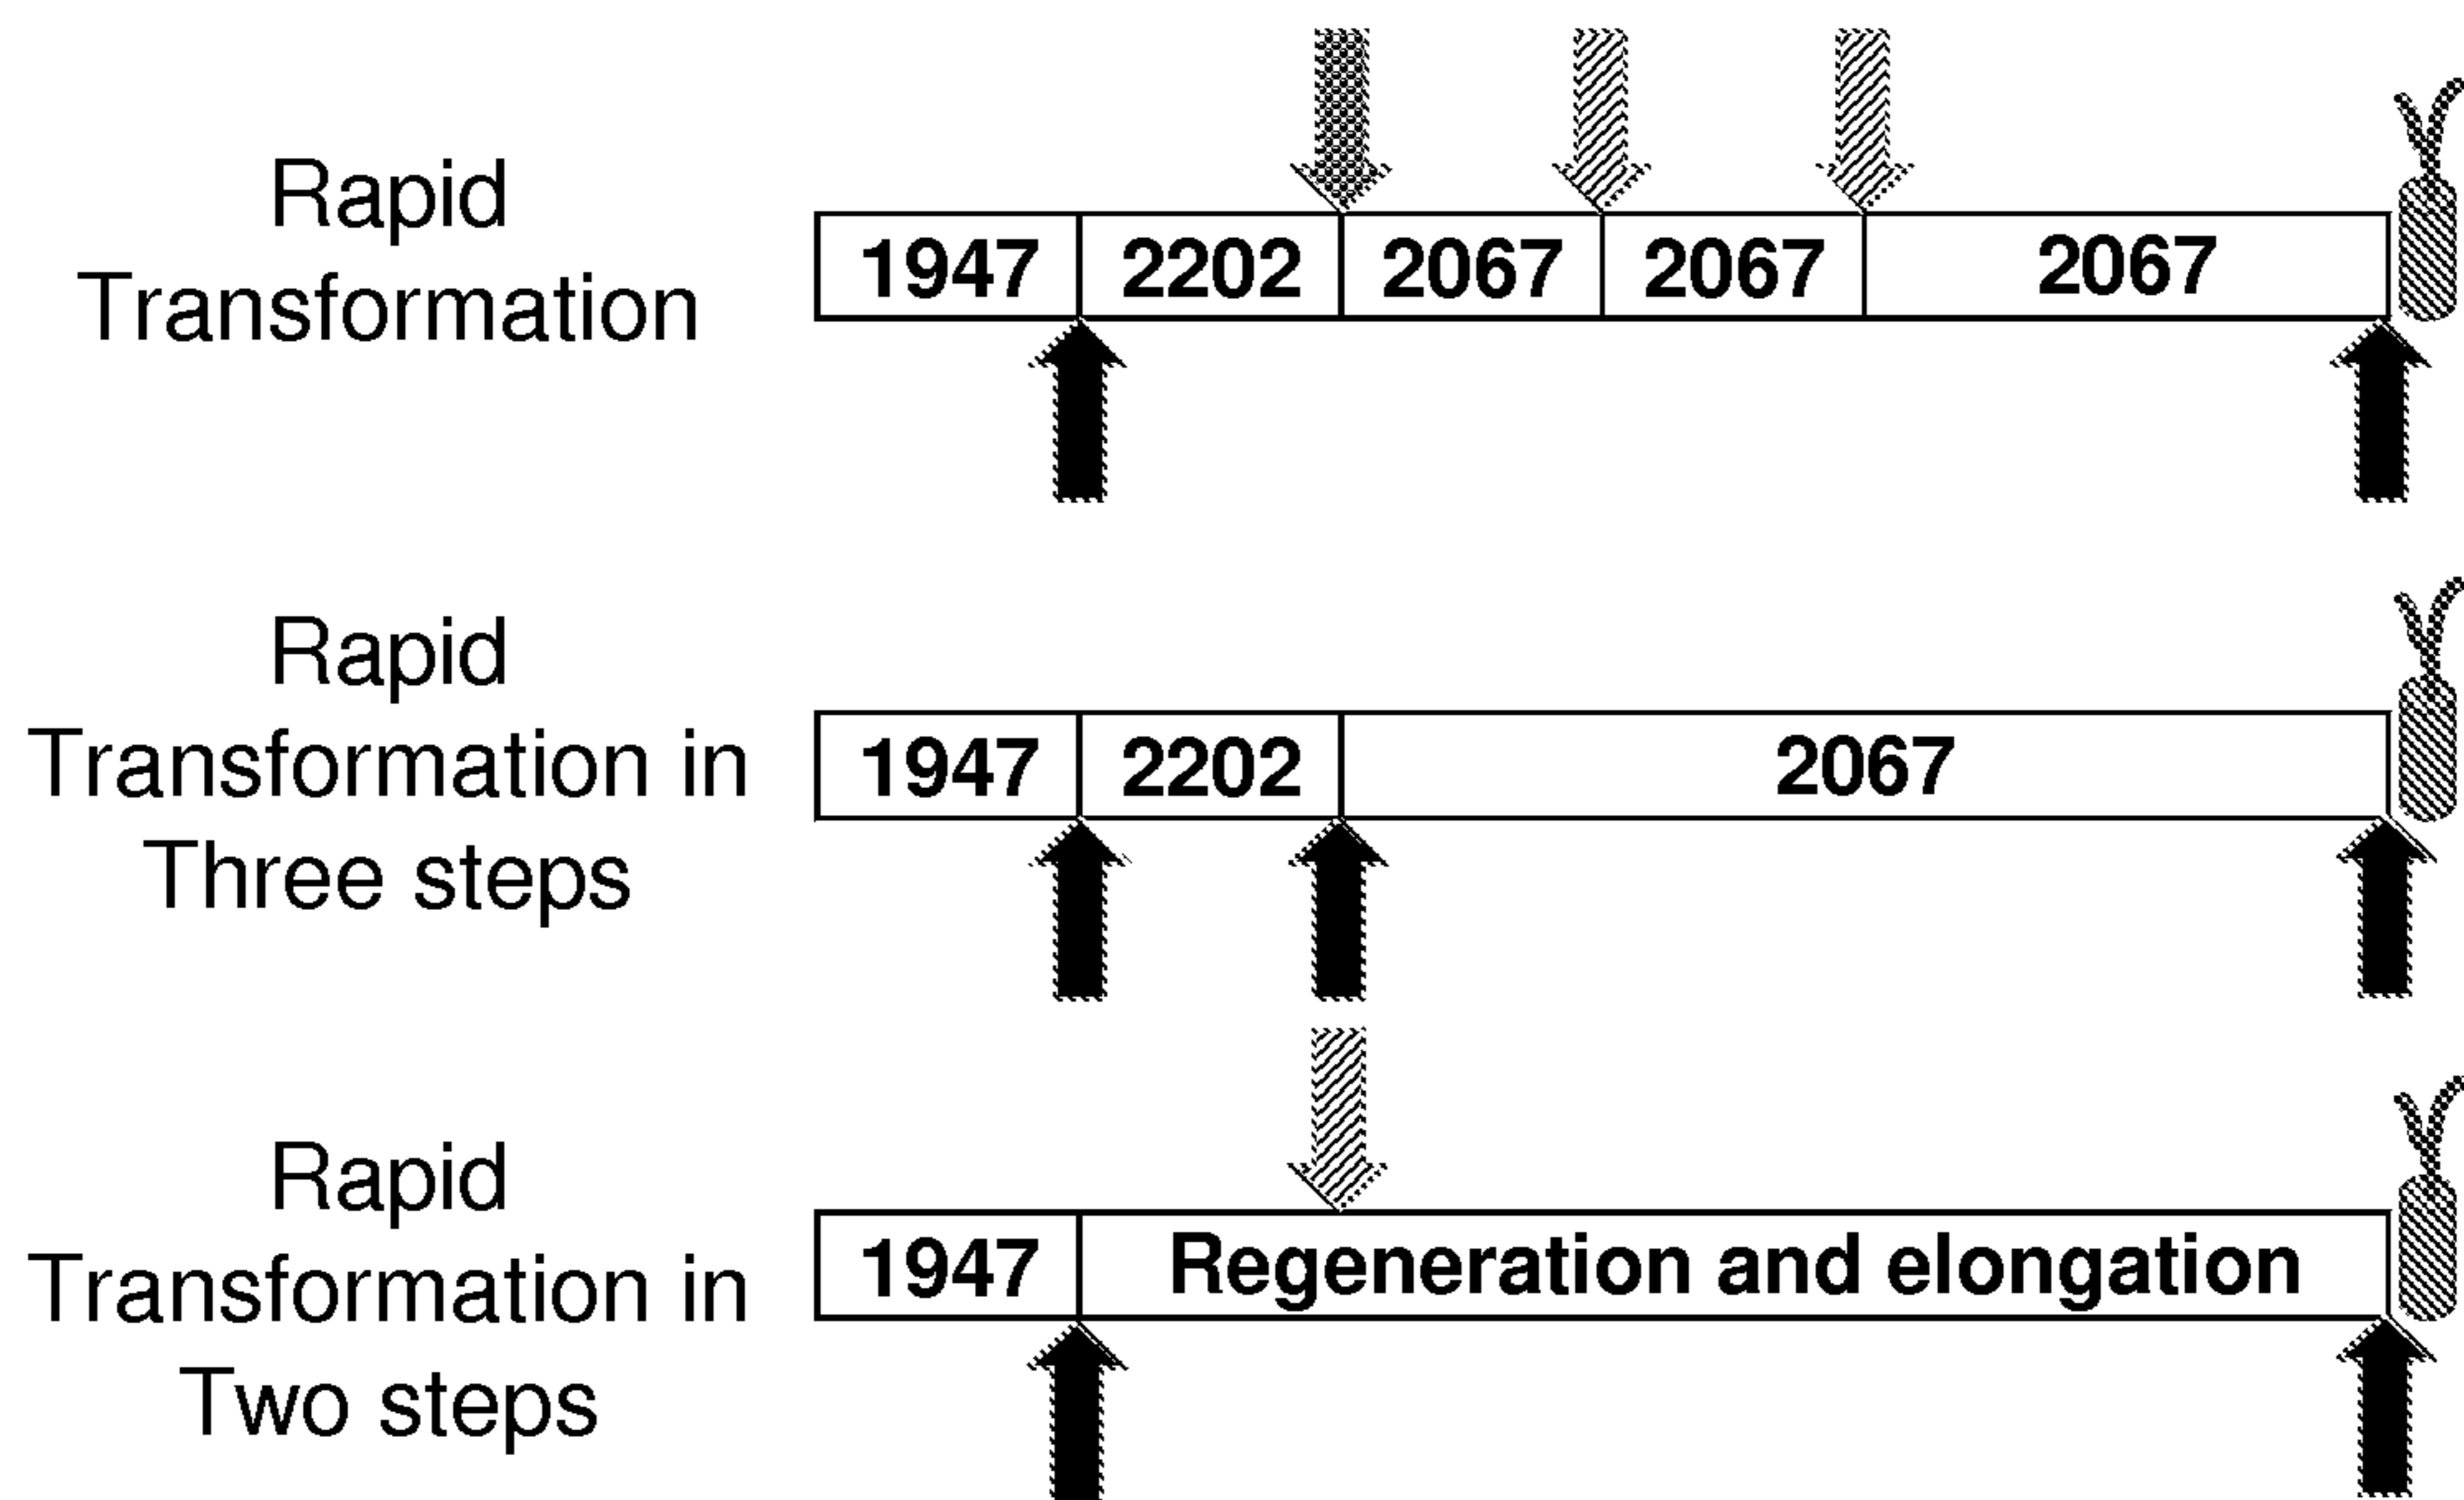 Rapid
Transformation
1947 2202 2067 2067 2067
Rapid
Transformation in
Three steps
1947 2202 2067
Rapid
Transformation in
Two steps
1947 Regeneration and elongation